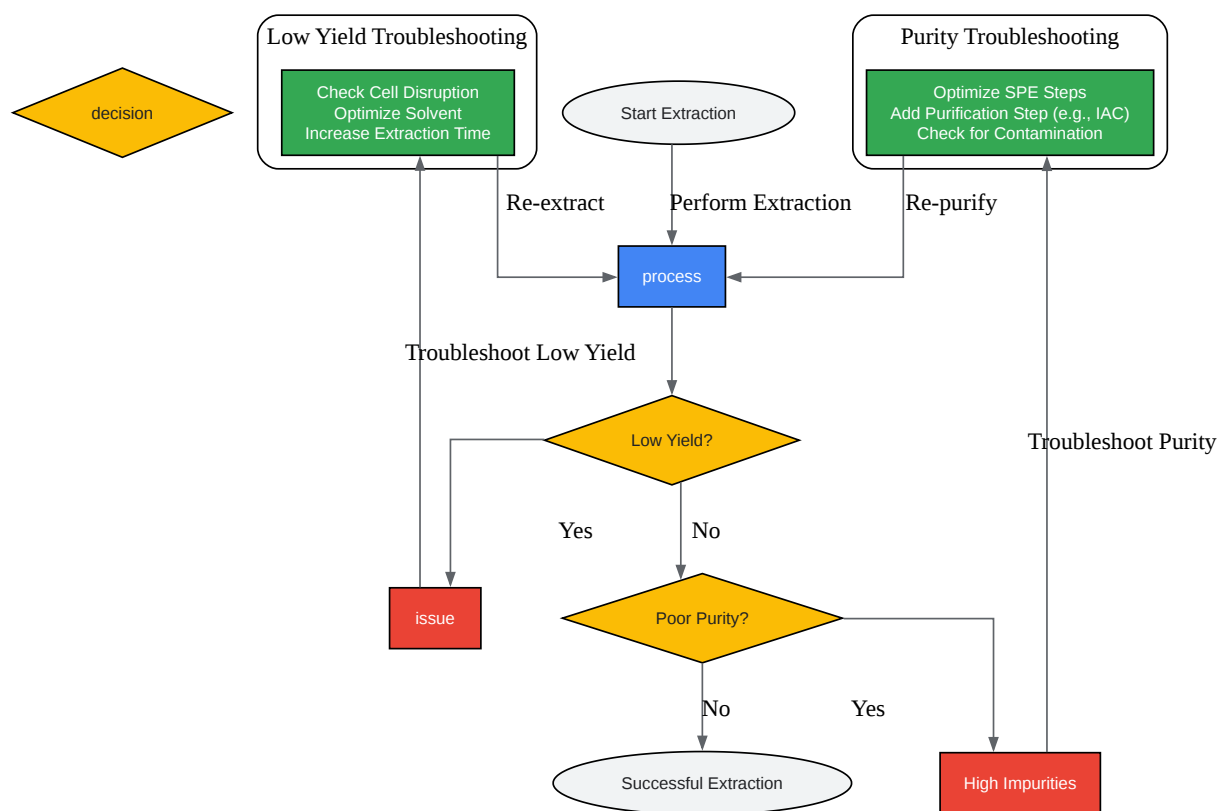 Low Yield Troubleshooting
Purity Troubleshooting
decision
Check Cell Disruption
Optimize Solvent
Increase Extraction Time
Start Extraction
Optimize SPE Steps
Add Purification Step (e.g., IAC)
Check for Contamination
Re-extract
Perform Extraction
Re-purify
process
Troubleshoot Low Yield
Low Yield?
Troubleshoot Purity
Yes
No
issue
Poor Purity?
No
Yes
Successful Extraction
High Impurities